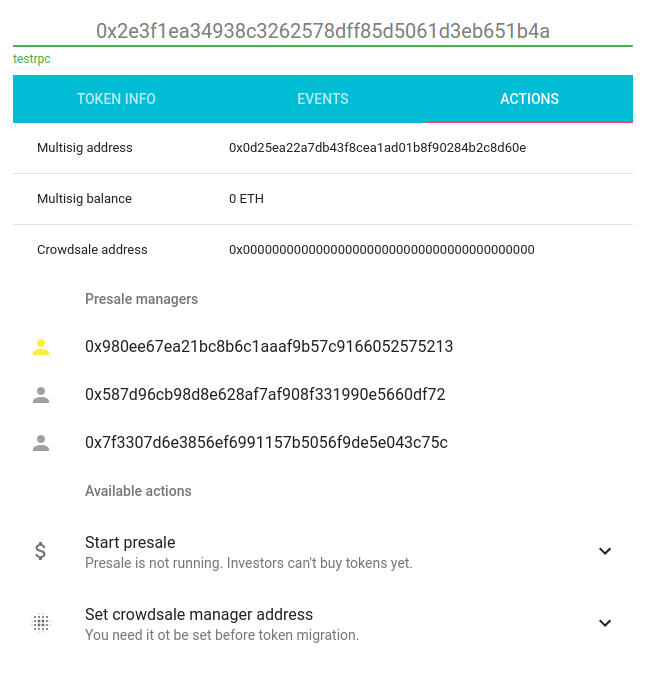 0x2e3f1ea34938c3262578dff85d5061d3eb651b4a
testrpc
TOKEN INFO EVENTS ACTIONS
Multisig address 0x0d25ea22a7db43f8cea1ad01b8f90284b2c8d60e
Multisig balance 0 ETH
Crowdsale address 0x0000000000000000000000000000000000000000
Presale managers
0x980ee67ea21bc8b6c1aaaf9b57c9166052575213
0x587d96cb98d8e628af7af908f331990e5660df72
0x7f3307d6e3856ef6991157b5056f9de5e043c75c
Available actions
Start presale
Presale is not running. Investors can't buy tokens yet.
Set crowdsale manager address
You need it ot be set before token migration.